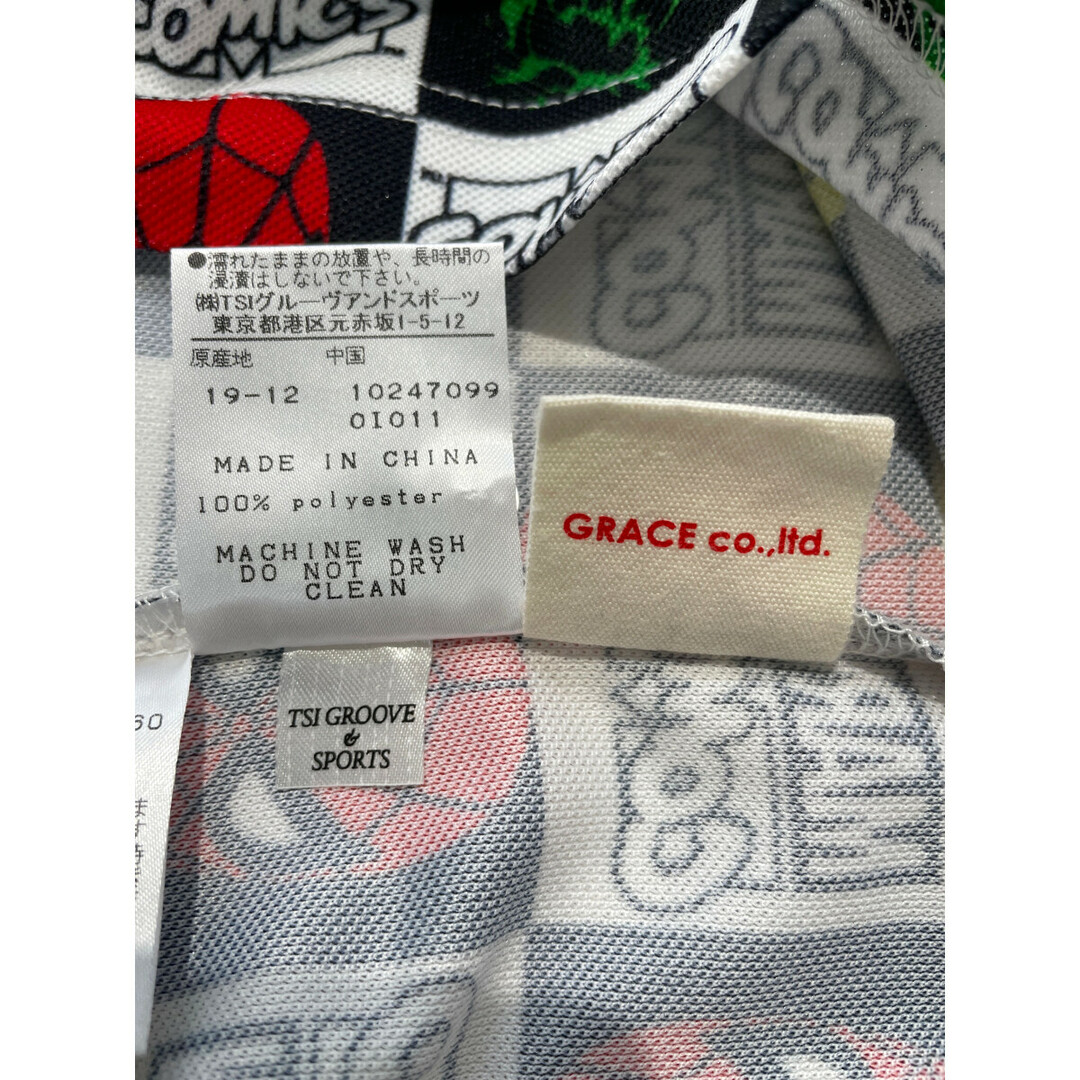 COMICS
●濡れたままの放置や、長時間の
浸漬はしないで下さい。
㈱TSIグルーヴアンドスポーツ
東京都港区元赤坂1-5-12
原産地 中国
19-12 10247099
OI011
MADE IN CHINA
100% polyester
MACHINE WASH
DO NOT DRY
CLEAN
GRACE co.,ltd.
TSI GROOVE
&
SPORTS
60